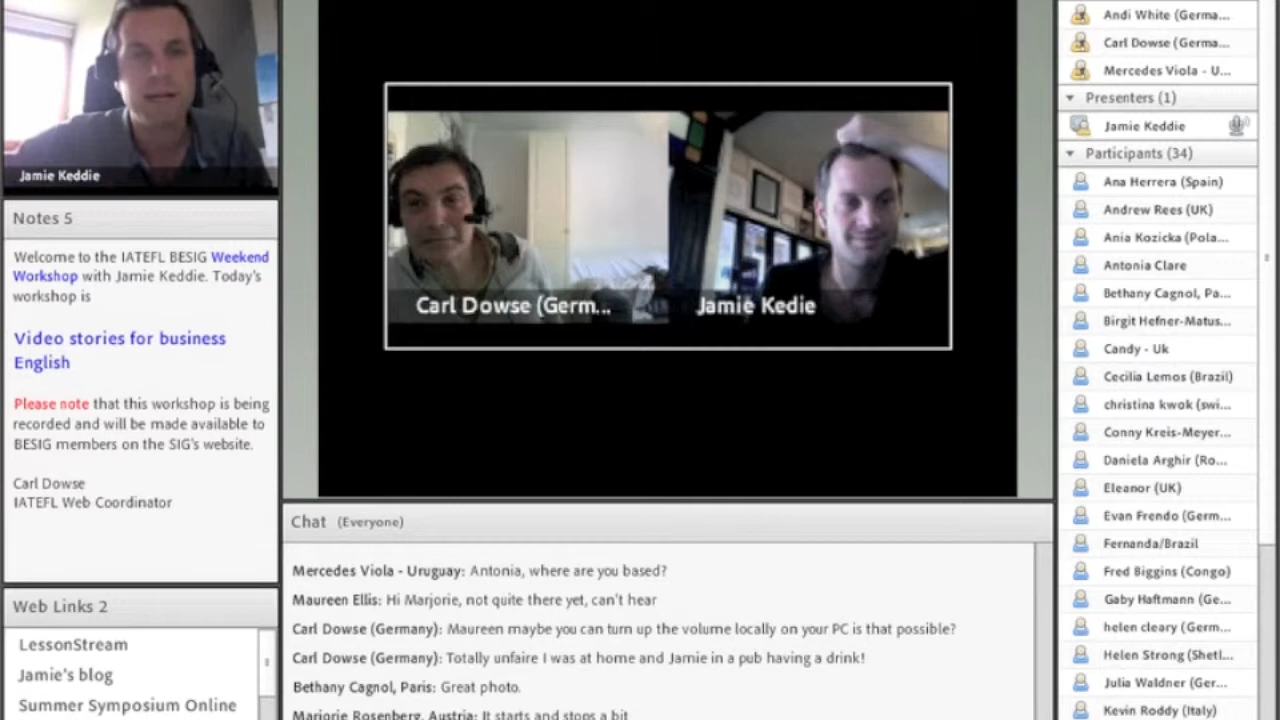 Jamie Keddie
Notes 5
Welcome to the IATEFL BESIG Weekend
Workshop with Jamie Keddie. Today's
workshop is
Video stories for business
English
Please note that this workshop is being
recorded and will be made available to
BESIG members on the SIG's website.
Carl Dowse
IATEFL Web Coordinator
Web Links 2
LessonStream
Jamie's blog
Summer Symposium Online
Carl Dowse (Germ...
Jamie Kedie
Chat (Everyone)
Mercedes Viola - Uruguay: Antonia, where are you based?
Maureen Ellis: Hi Marjorie, not quite there yet, can't hear
Carl Dowse (Germany): Maureen maybe you can turn up the volume locally on your PC is that possible?
Carl Dowse (Germany): Totally unfaire I was at home and Jamie in a pub having a drink!
Bethany Cagnol, Paris: Great photo.
Marjorie Rosenberg, Austria: It starts and stops a bit
Andi White (Germa...
Carl Dowse (Germa...
Mercedes Viola - U...
Presenters (1)
Jamie Keddie
Participants (34)
Ana Herrera (Spain)
Andrew Rees (UK)
Ania Kozicka (Pola...
Antonia Clare
Bethany Cagnol, Pa...
Birgit Hefner-Matus...
Candy - Uk
Cecilia Lemos (Brazil)
christina kwok (swi...
Conny Kreis-Meyer...
Daniela Arghir (Ro...
Eleanor (UK)
Evan Frendo (Germ...
Fernanda/Brazil
Fred Biggins (Congo)
Gaby Haftmann (Ge...
helen cleary (Germ...
Helen Strong (Shetl...
Julia Waldner (Ger...
Kevin Roddy (Italy)